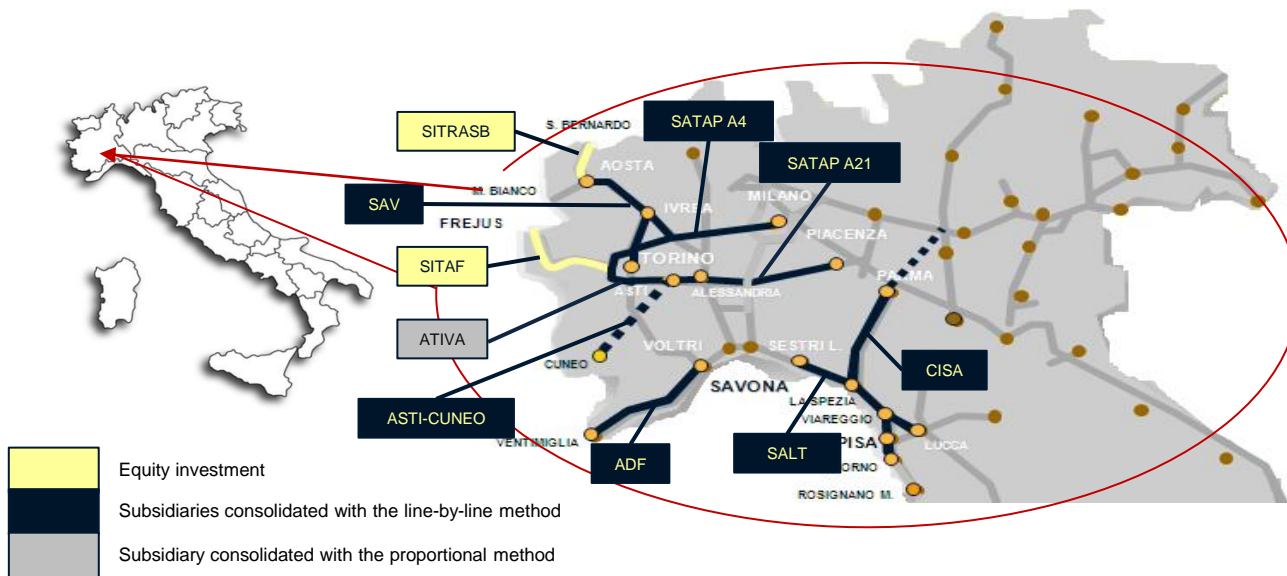 SITRASB
S. BERNARDO
SATAP A4
SATAP A21
AOSTA
M. BIANCO
SAV
IVREA
MILANO
FREJUS
PIACENZA
SITAF
TORINO
PARMA
ASTI
ALESSANDRIA
ATIVA
VOLTRI
SESTRI L.
CUNEO
CISA
SAVONA
LA SPEZIA
ASTI-CUNEO
VIAREGGIO
VENTIMIGLIA
PISA
LUCCA
ADF
SALT
ORNO
ROSIGNANO M.
Equity investment
Subsidiaries consolidated with the line-by-line method
Subsidiary consolidated with the proportional method